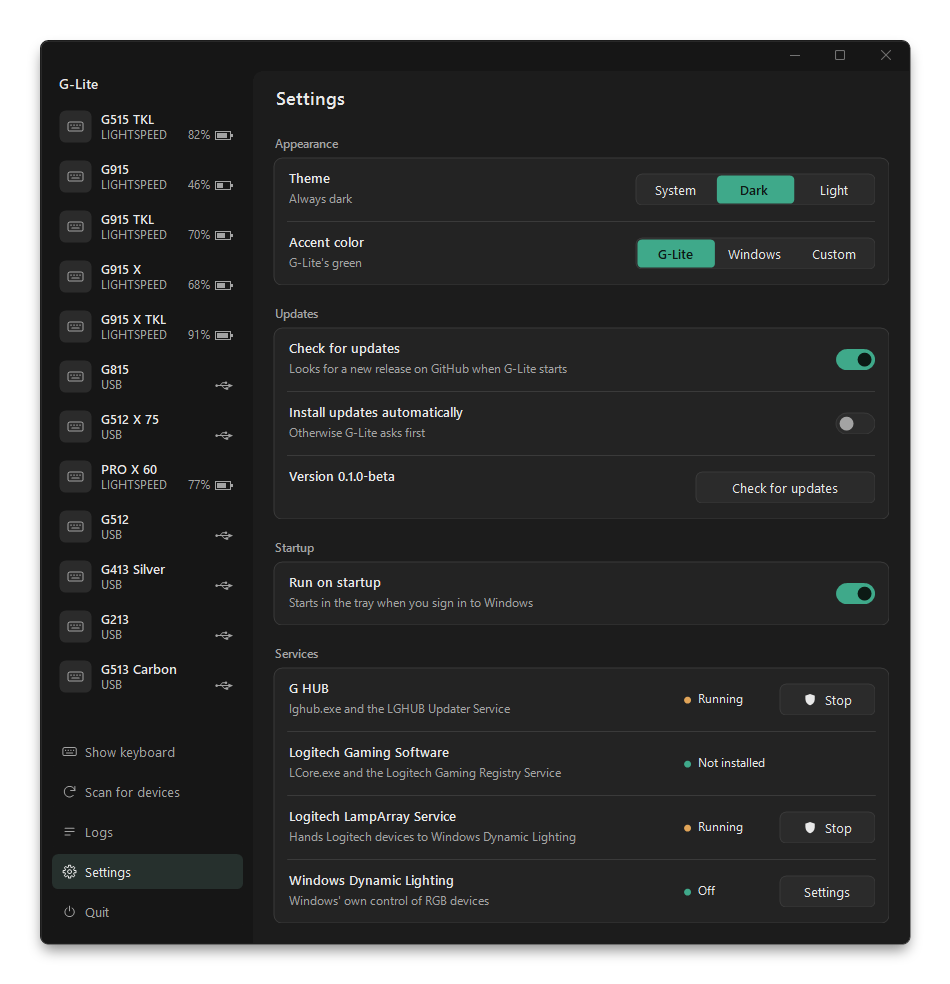 G-Lite
G515 TKL
LIGHTSPEED 82%
G915
LIGHTSPEED 46%
G915 TKL
LIGHTSPEED 70%
G915 X
LIGHTSPEED 68%
G915 X TKL
LIGHTSPEED 91%
G815
USB
G512 X 75
USB
PRO X 60
LIGHTSPEED 77%
G512
USB
G413 Silver
USB
G213
USB
G513 Carbon
USB
Show keyboard
Scan for devices
Logs
Settings
Quit
Settings
Appearance
Theme
Always dark
System Dark Light
Accent color
G-Lite's green
G-Lite Windows Custom
Updates
Check for updates
Looks for a new release on GitHub when G-Lite starts
Install updates automatically
Otherwise G-Lite asks first
Version 0.1.0-beta
Check for updates
Startup
Run on startup
Starts in the tray when you sign in to Windows
Services
G HUB
lghub.exe and the LGHUB Updater Service
Running Stop
Logitech Gaming Software
LCore.exe and the Logitech Gaming Registry Service
Not installed
Logitech LampArray Service
Hands Logitech devices to Windows Dynamic Lighting
Running Stop
Windows Dynamic Lighting
Windows' own control of RGB devices
Off Settings